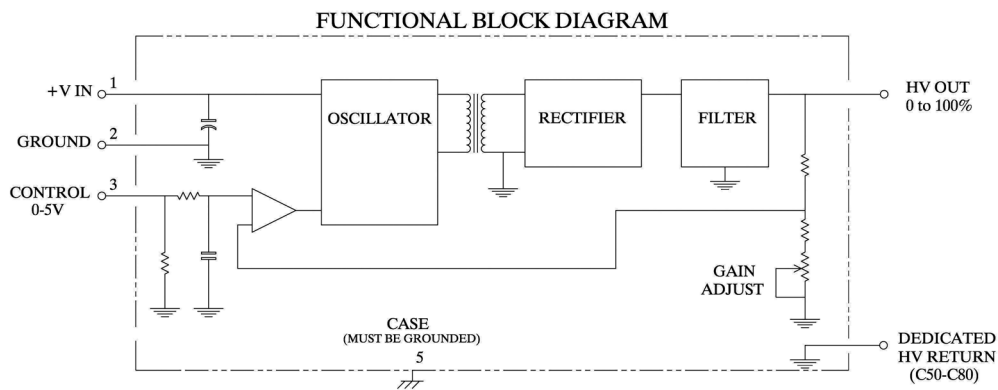 FUNCTIONAL BLOCK DIAGRAM
+V IN
1
GROUND
2
CONTROL
0-5V
3
OSCILLATOR
RECTIFIER
FILTER
HV OUT
0 to 100%
GAIN
ADJUST
CASE
(MUST BE GROUNDED)
5
DEDICATED
HV RETURN
(C50-C80)